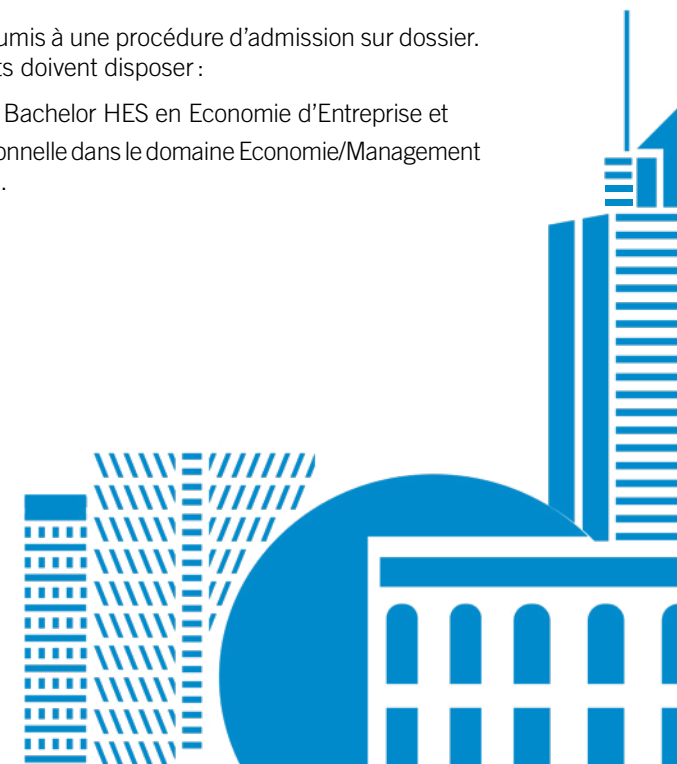 umis à une procédure d’admission sur dossier.
ts doivent disposer :
Bachelor HES en Economie d’Entreprise et
onnelle dans le domaine Economie/Management
.